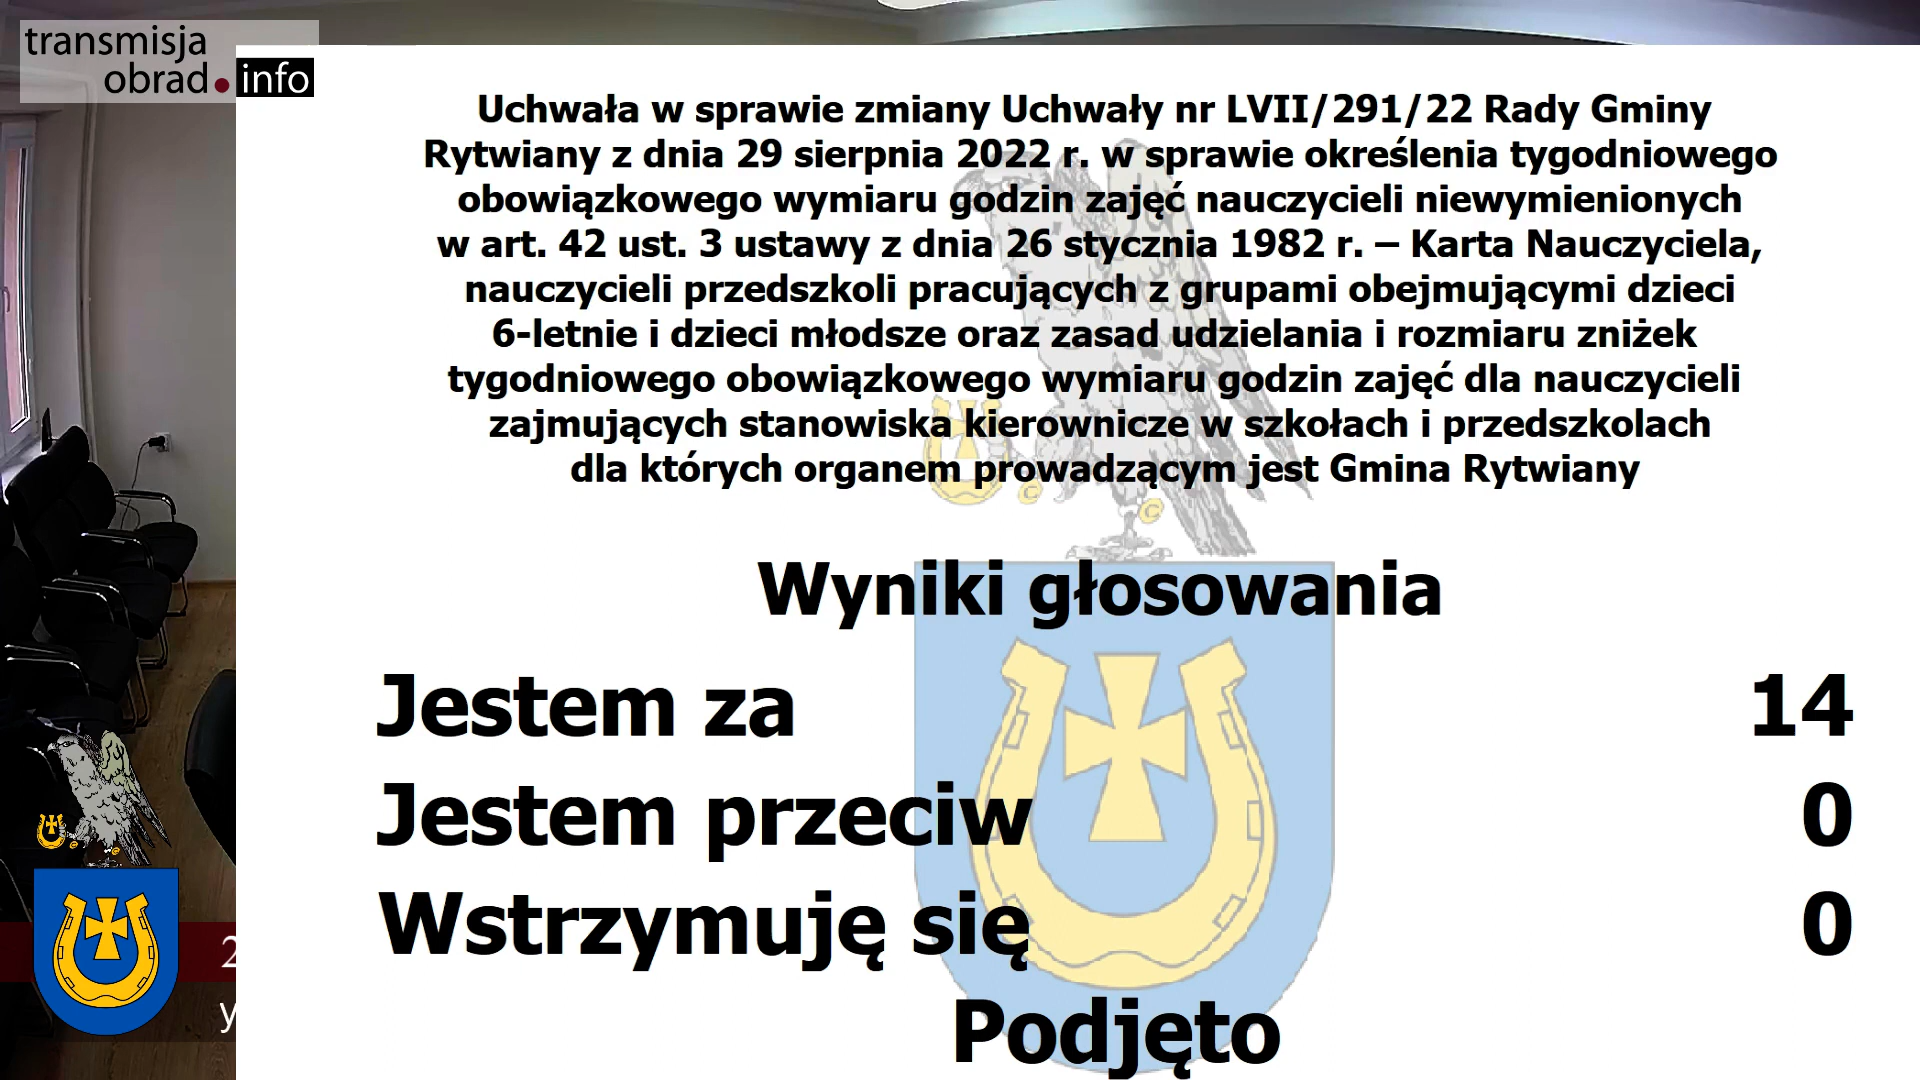 transmisja
obrad.info
Uchwała w sprawie zmiany Uchwały nr LVII/291/22 Rady Gminy
Rytwiany z dnia 29 sierpnia 2022 r. w sprawie określenia tygodniowego
obowiązkowego wymiaru godzin zajęć nauczycieli niewymienionych
w art. 42 ust. 3 ustawy z dnia 26 stycznia 1982 r. – Karta Nauczyciela,
nauczycieli przedszkoli pracujących z grupami obejmującymi dzieci
6-letnie i dzieci młodsze oraz zasad udzielania i rozmiaru zniżek
tygodniowego obowiązkowego wymiaru godzin zajęć dla nauczycieli
zajmujących stanowiska kierownicze w szkołach i przedszkolach
dla których organem prowadzącym jest Gmina Rytwiany
Wyniki głosowania
Jestem za 14
Jestem przeciw 0
Wstrzymuję się 0
Podjęto